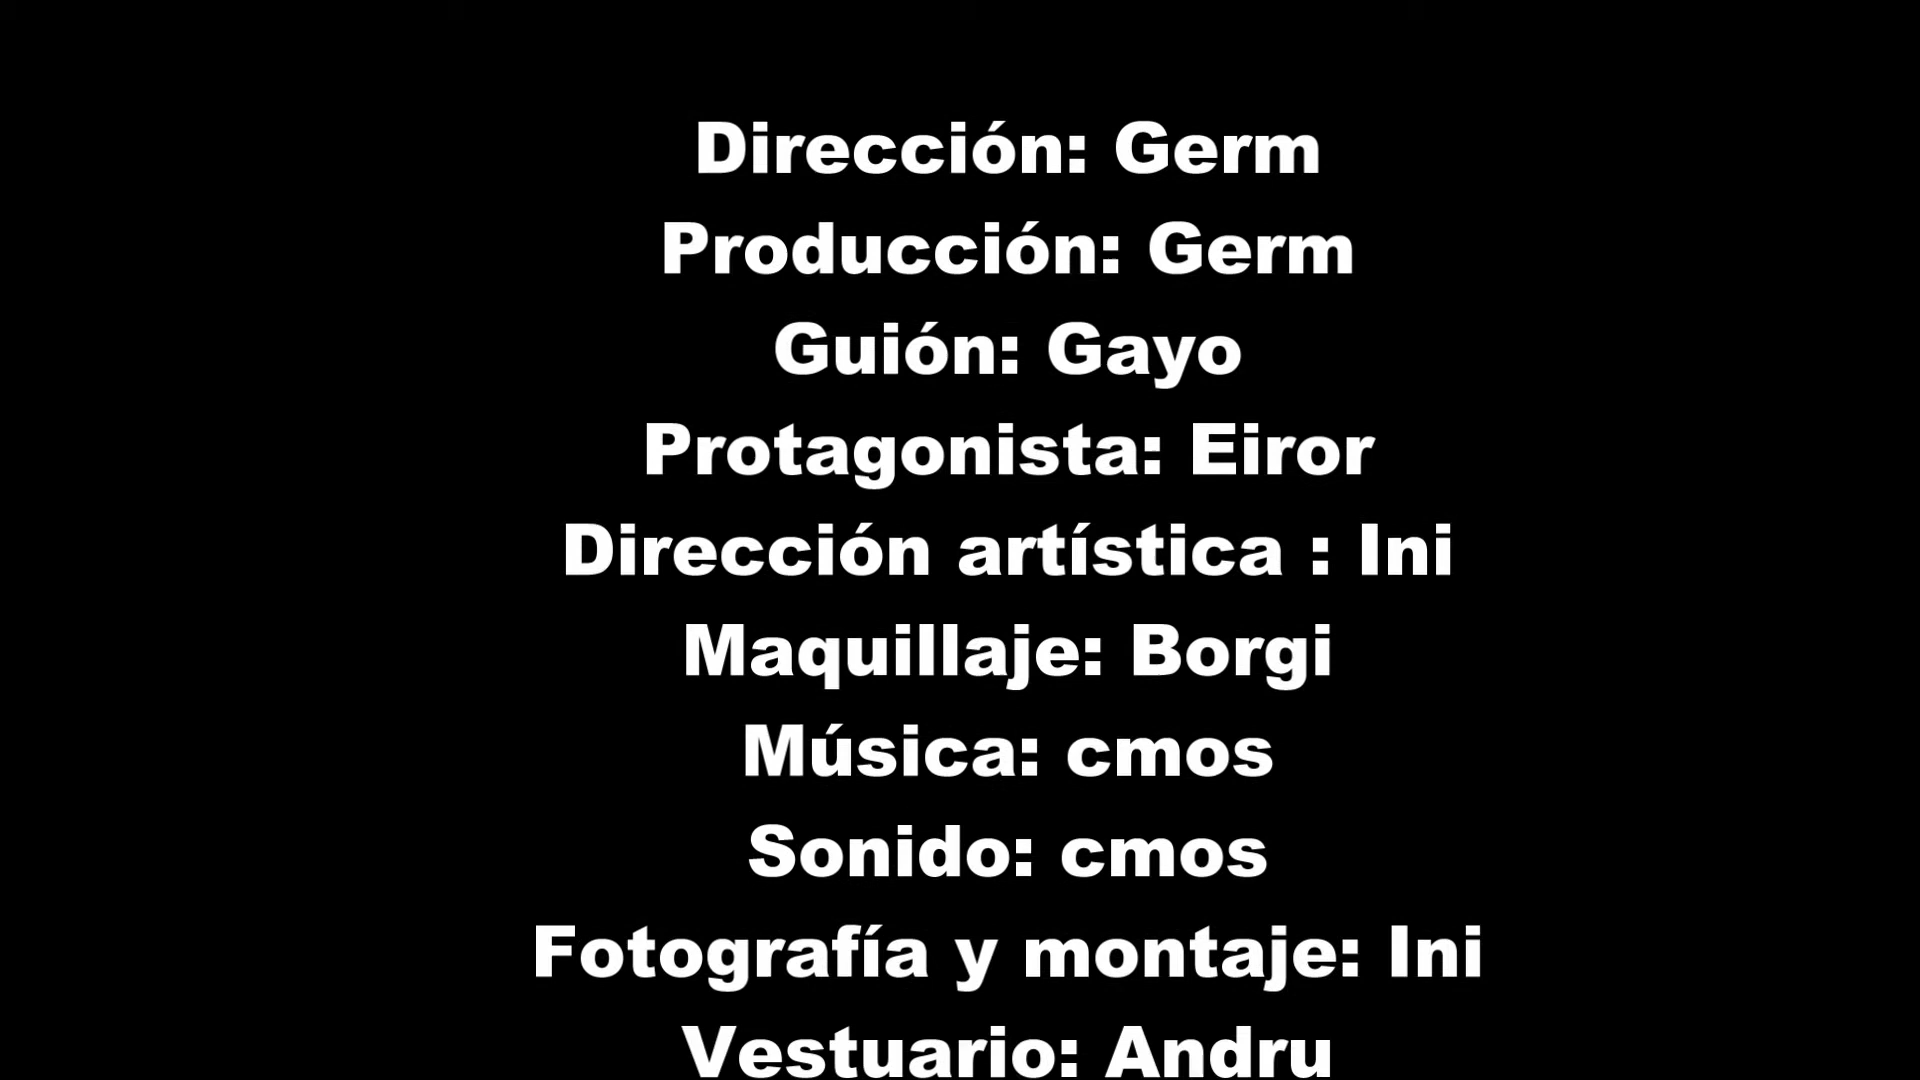 Dirección: Germ
Producción: Germ
Guión: Gayo
Protagonista: Eiror
Dirección artística : Ini
Maquillaje: Borgi
Música: cmos
Sonido: cmos
Fotografía y montaje: Ini
Vestuario: Andru